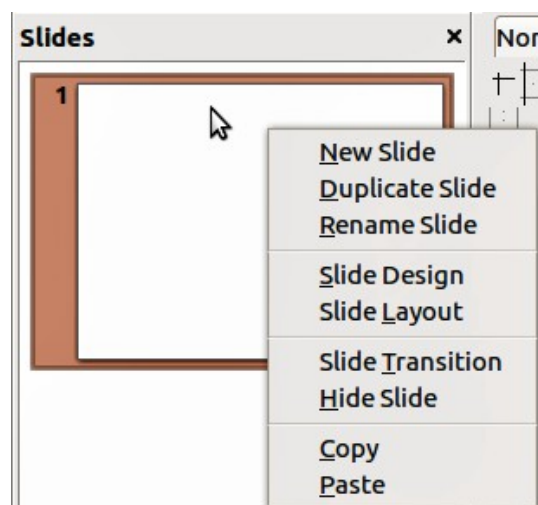 Slides
Nor
1
New Slide
Duplicate Slide
Rename Slide
Slide Design
Slide Layout
Slide Transition
Hide Slide
Copy
Paste